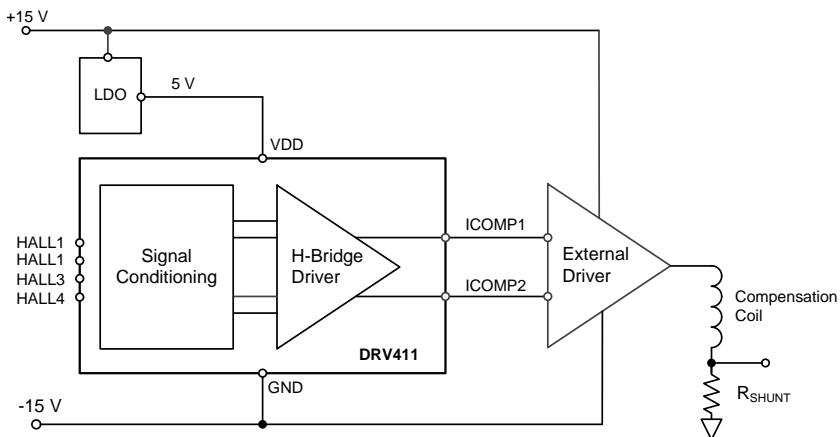 +15 V
LDO
5 V
VDD
HALL1
HALL1
HALL3
HALL4
Signal
Conditioning
H-Bridge
Driver
DRV411
ICOMP1
ICOMP2
External
Driver
Compensation
Coil
RSHUNT
GND
-15 V